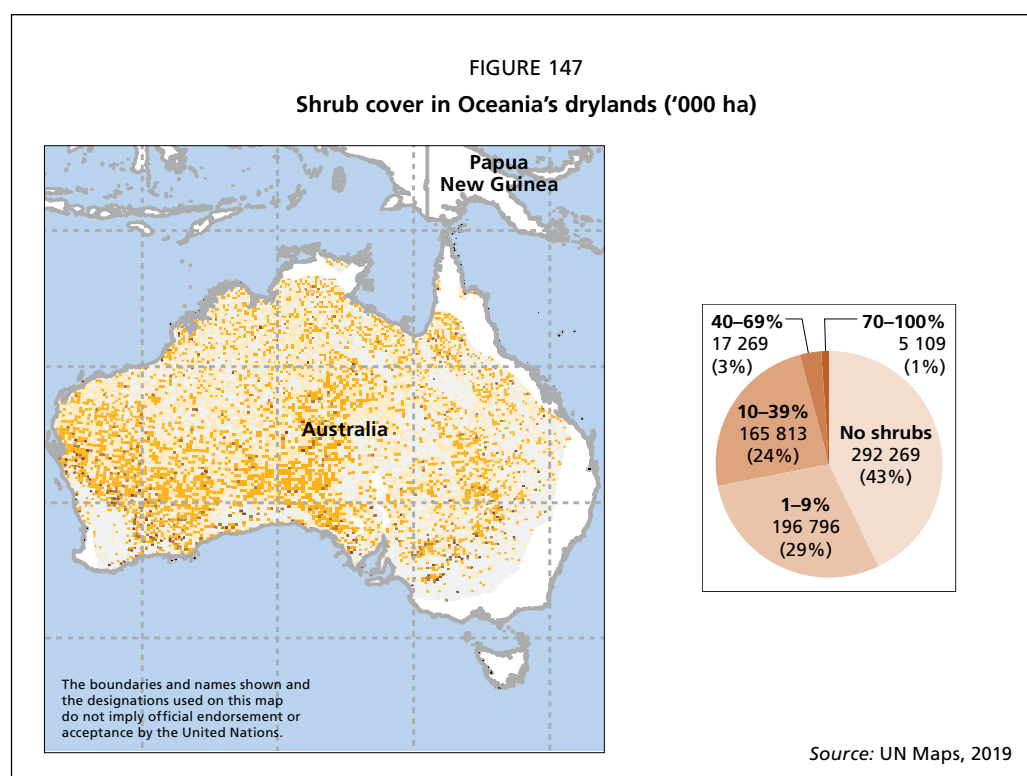 FIGURE 147
Shrub cover in Oceania's drylands ('000 ha)
Papua
New Guinea
Australia
The boundaries and names shown and
the designations used on this map
do not imply official endorsement or
acceptance by the United Nations.
40–69%
17 269
(3%)
70–100%
5 109
(1%)
10–39%
165 813
(24%)
No shrubs
292 269
(43%)
1–9%
196 796
(29%)
Source: UN Maps, 2019